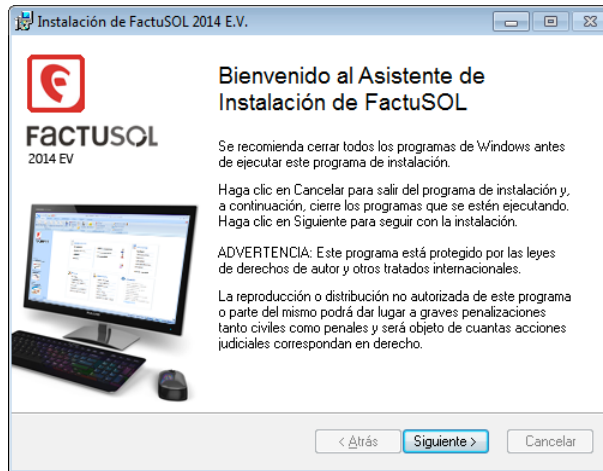 Instalación de FactuSOL 2014 E.V.
Bienvenido al Asistente de
Instalación de FactuSOL
FACTUSOL
2014 EV
Se recomienda cerrar todos los programas de Windows antes
de ejecutar este programa de instalación.
Haga clic en Cancelar para salir del programa de instalación y,
a continuación, cierre los programas que se estén ejecutando.
Haga clic en Siguiente para seguir con la instalación.
ADVERTENCIA: Este programa está protegido por las leyes
de derechos de autor y otros tratados internacionales.
La reproducción o distribución no autorizada de este programa
o parte del mismo podrá dar lugar a graves penalizaciones
tanto civiles como penales y será objeto de cuantas acciones
judiciales correspondan en derecho.
< Atrás
Siguiente >
Cancelar